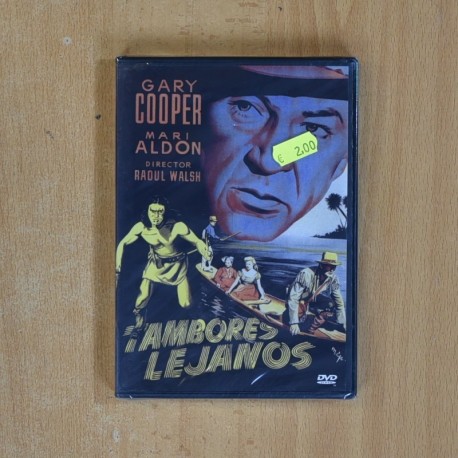 GARY
COOPER
MARI
ALDON
DIRECTOR
RAOUL WALSH
€ 2,00
TAMBORES
LEJANOS
DVD